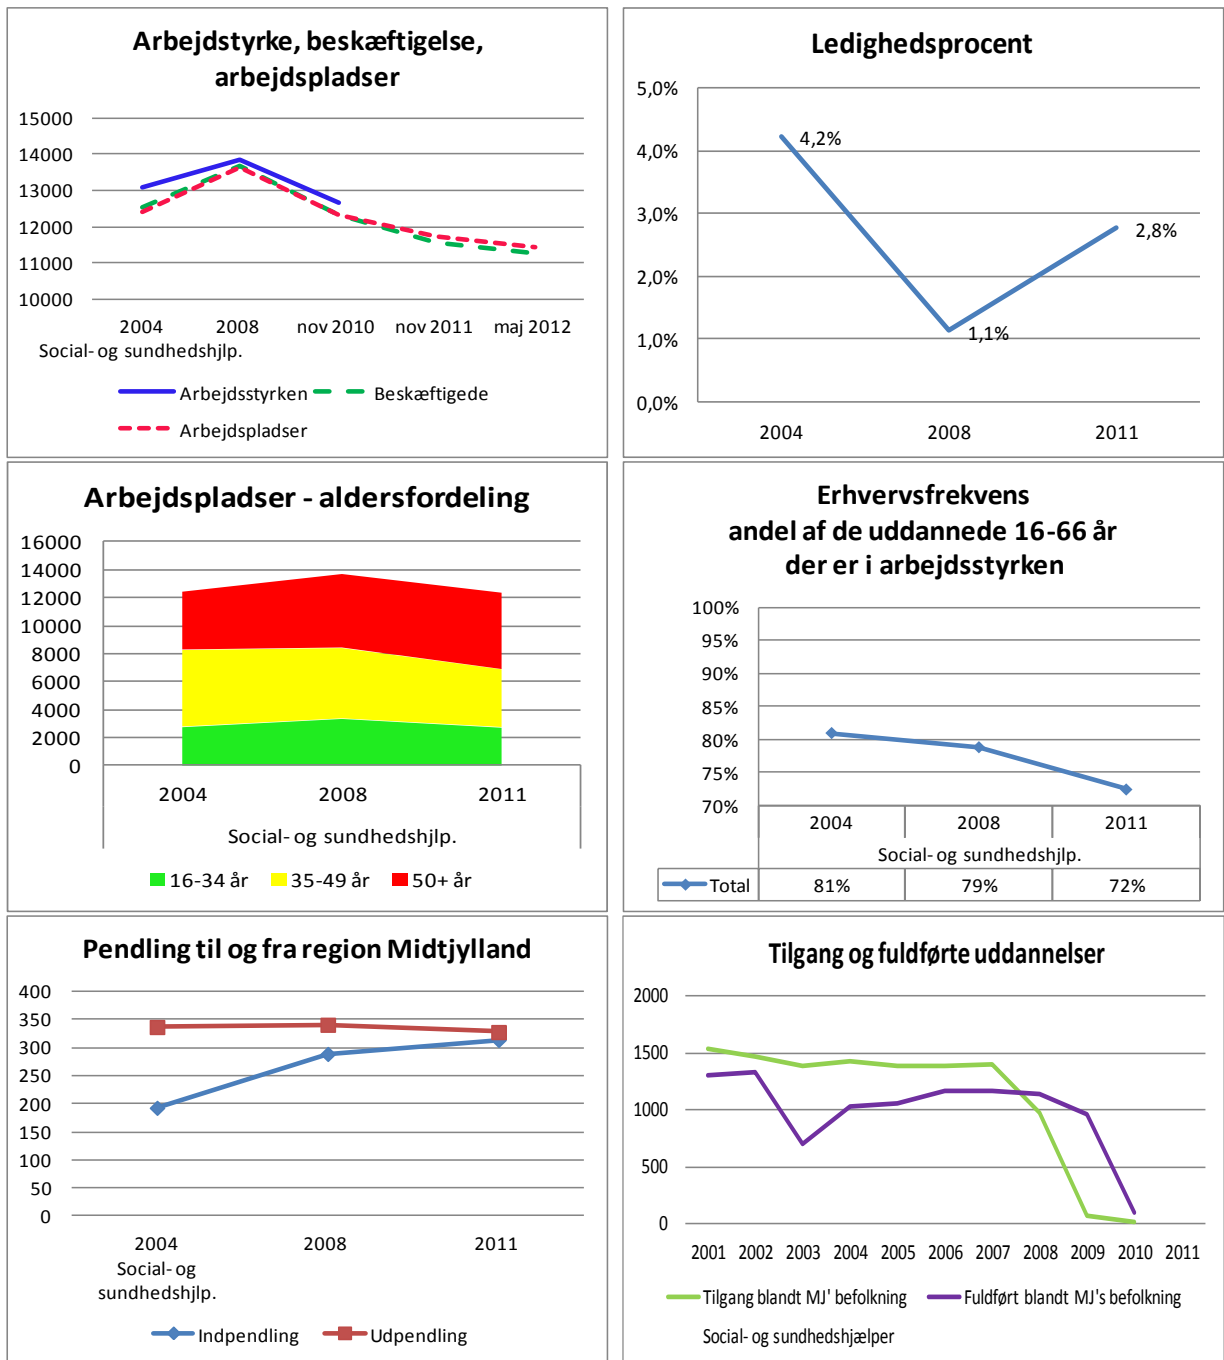 Arbejdstyrke, beskæftigelse,
arbejdspladser
15000
14000
13000
12000
11000
10000
2004 2008 nov 2010 nov 2011 maj 2012
Social- og sundhedshjlp.
Arbejdsstyrken Beskæftigede
Arbejdspladser
Ledighedsprocent
5,0%
4,0%
3,0%
2,0%
1,0%
0,0%
4,2%
1,1%
2,8%
2004 2008 2011
Arbejdspladser - aldersfordeling
16000
14000
12000
10000
8000
6000
4000
2000
0
2004 2008 2011
Social- og sundhedshjlp.
16-34 år 35-49 år 50+ år
Erhvervsfrekvens
andel af de uddannede 16-66 år
der er i arbejdsstyrken
100%
95%
90%
85%
80%
75%
70%
2004 2008 2011
Social- og sundhedshjlp.
Total 81% 79% 72%
Pendling til og fra region Midtjylland
400
350
300
250
200
150
100
50
0
2004 2008 2011
Social- og
sundhedshjlp.
Indpendling Udpendling
Tilgang og fuldførte uddannelser
2000
1500
1000
500
0
2001 2002 2003 2004 2005 2006 2007 2008 2009 2010 2011
Tilgang blandt MJ' befolkning Fuldført blandt MJ's befolkning
Social- og sundhedshjælper